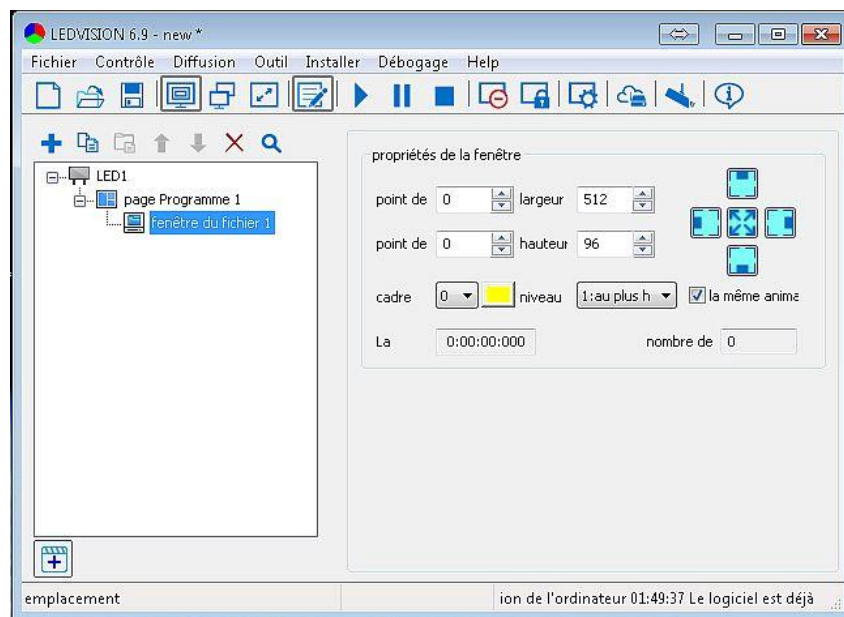 LEDVISION 6.9 - new *
Fichier Contrôle Diffusion Outil Installer Débogage Help
LED1
page Programme 1
fenêtre du fichier 1
propriétés de la fenêtre
point de 0 largeur 512
point de 0 hauteur 96
cadre 0 niveau 1:au plus h la même anima
La 0:00:00:000 nombre de 0
emplacement ion de l'ordinateur 01:49:37 Le logiciel est déjà